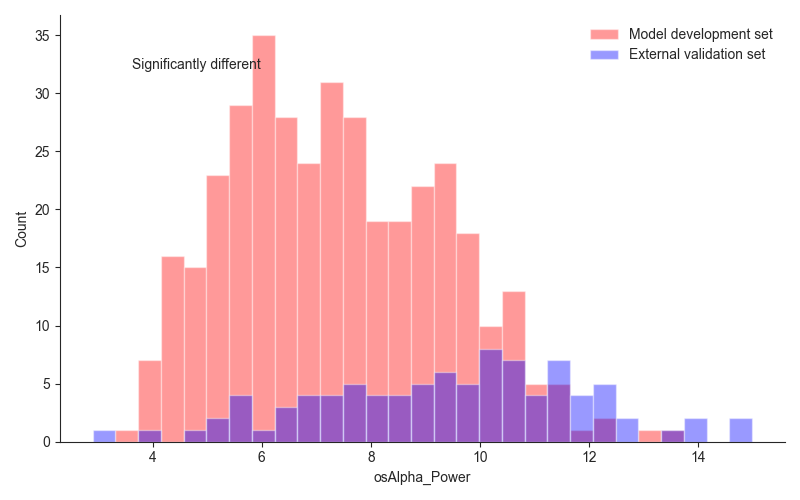 Model development set
External validation set
Significantly different
35
30
25
20
15
10
5
0
Count
4 6 8 10 12 14
osAlpha_Power